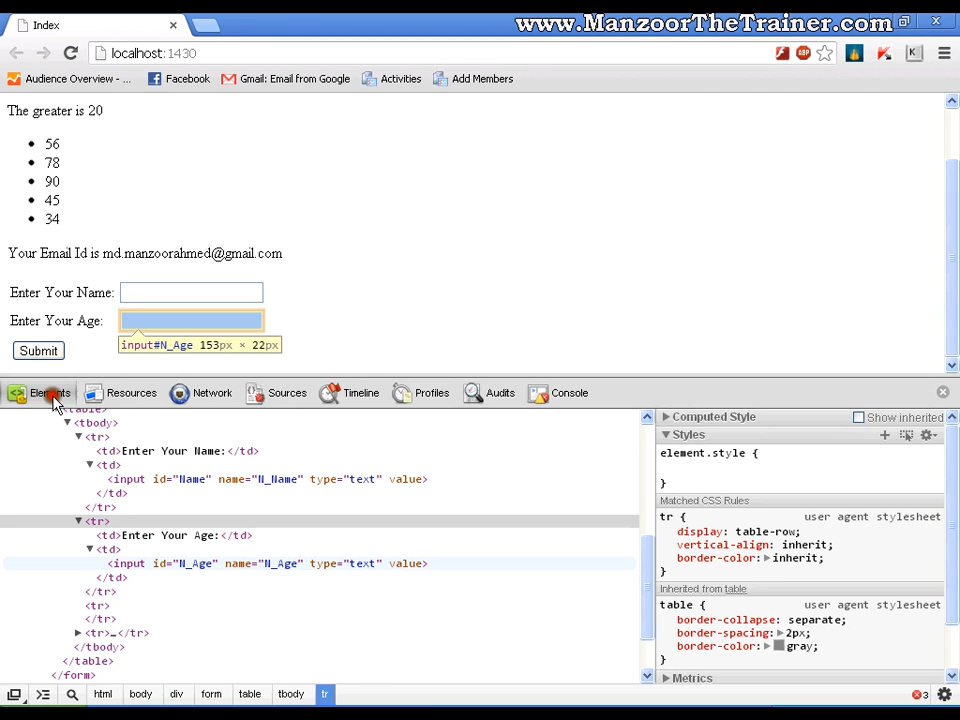 Index
www.ManzoorTheTrainer.com
localhost:1430
ABP
K
Audience Overview - ...
Facebook
Gmail: Email from Google
Activities
Add Members
The greater is 20
56
78
90
45
34
Your Email Id is md.manzoorahmed@gmail.com
Enter Your Name:
Enter Your Age:
input#N_Age 153px × 22px
Submit
Elements
Resources
Network
Sources
Timeline
Profiles
Audits
Console
<table>
▼<tbody>
▼<tr>
<td>Enter Your Name:</td>
▼<td>
<input id="Name" name="N_Name" type="text" value>
</td>
</tr>
▼<tr>
<td>Enter Your Age:</td>
▼<td>
<input id="N_Age" name="N_Age" type="text" value>
</td>
</tr>
<tr>
</tr>
▶<tr>…</tr>
</tbody>
</table>
</form>
▶ Computed Style
Show inherited
▼ Styles
element.style {
}
Matched CSS Rules
tr {
user agent stylesheet
display: table-row;
vertical-align: inherit;
border-color:▶inherit;
}
Inherited from table
table {
user agent stylesheet
border-collapse: separate;
border-spacing:▶2px;
border-color:▶gray;
}
▶ Metrics
html
body
div
form
table
tbody
tr
3